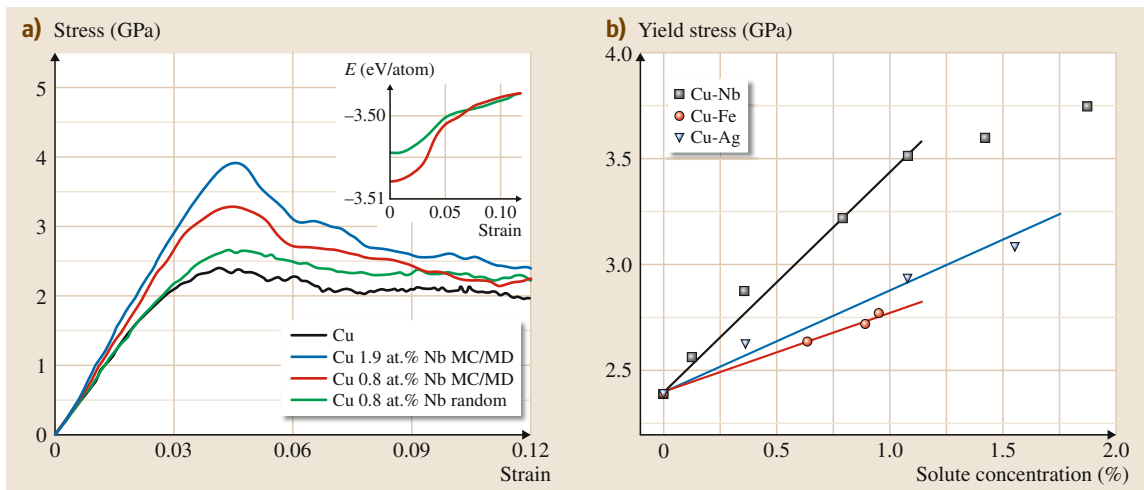 a) Stress (GPa)
5
4
3
2
1
0
0 0.03 0.06 0.09 0.12
Strain
E (eV/atom)
−3.50
−3.51
0 0.05 0.10
Strain
Cu
Cu 1.9 at.% Nb MC/MD
Cu 0.8 at.% Nb MC/MD
Cu 0.8 at.% Nb random
b) Yield stress (GPa)
4.0
3.5
3.0
2.5
0 0.5 1.0 1.5 2.0
Solute concentration (%)
Cu-Nb
Cu-Fe
Cu-Ag